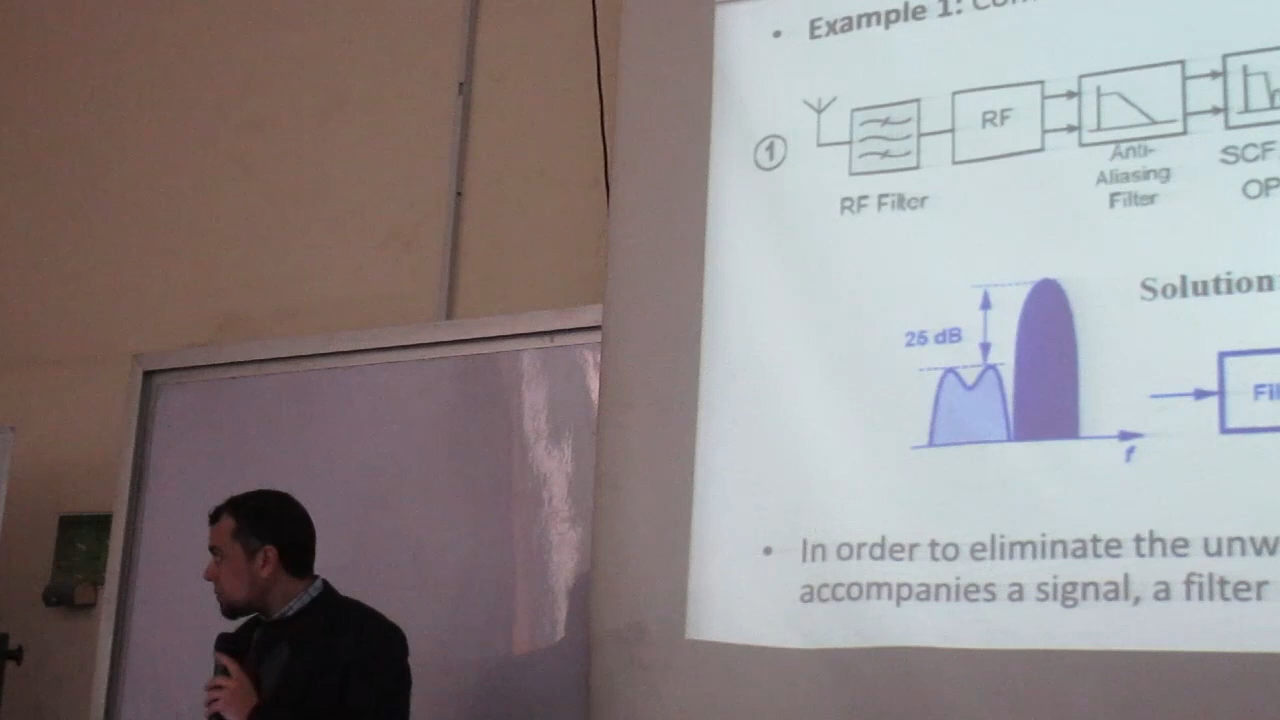 • Example 1:
1
RF
Anti-
Aliasing
Filter
SCF
OP
RF Filter
25 dB
f
Solution
• In order to eliminate the unw
accompanies a signal, a filter